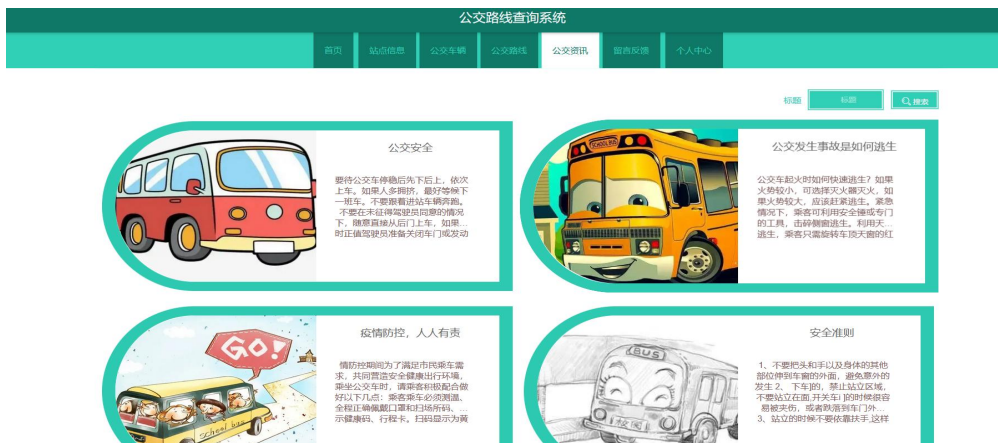 公交路线查询系统
首页 站点信息 公交车辆 公交路线 公交资讯 留言反馈 个人中心
标题 标题 搜索
公交安全
要待公交车停稳后先下后上，依次
上车。如果人多拥挤，最好等候下
一班车。不要跟着进站车辆奔跑。
不要在未征得驾驶员同意的情况
下，随意直接从后门上车，如果...
时正值驾驶员准备关闭车门或发动
SCHOOL BUS
公交发生事故是如何逃生
公交车起火时如何快速逃生？如果
火势较小，可选择灭火器灭火，如
果火势较大，应该赶紧逃生。紧急
情况下，乘客可利用安全锤或专门
的工具，击碎侧窗逃生。利用天...
逃生，乘客只需旋转车顶天窗的红
GO!
school bus
疫情防控，人人有责
情防控期间为了满足市民乘车需
求，共同营造安全健康出行环境，
乘坐公交车时，请乘客积极配合做
好以下几点：乘客乘车必须测温、
全程正确佩戴口罩和扫场所码、...
示健康码、行程卡。扫码显示为黄
BUS
安全准则
1、不要把头和手以及身体的其他
部位伸到车窗的外面，避免意外的
发生 2、 下车]的，禁止站立区域，
不要站立在面,开关车]的时候很容
易被夹伤，或者跌落到车门外...
3、站立的时候不要依靠扶手,这样